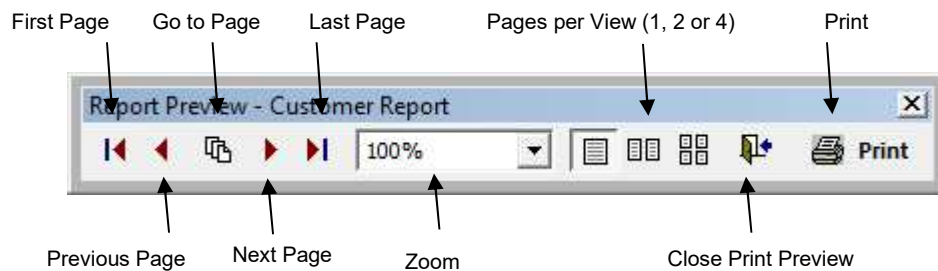 First Page Go to Page Last Page Pages per View (1, 2 or 4) Print
Report Preview - Customer Report
100% Print
Previous Page Next Page Zoom Close Print Preview